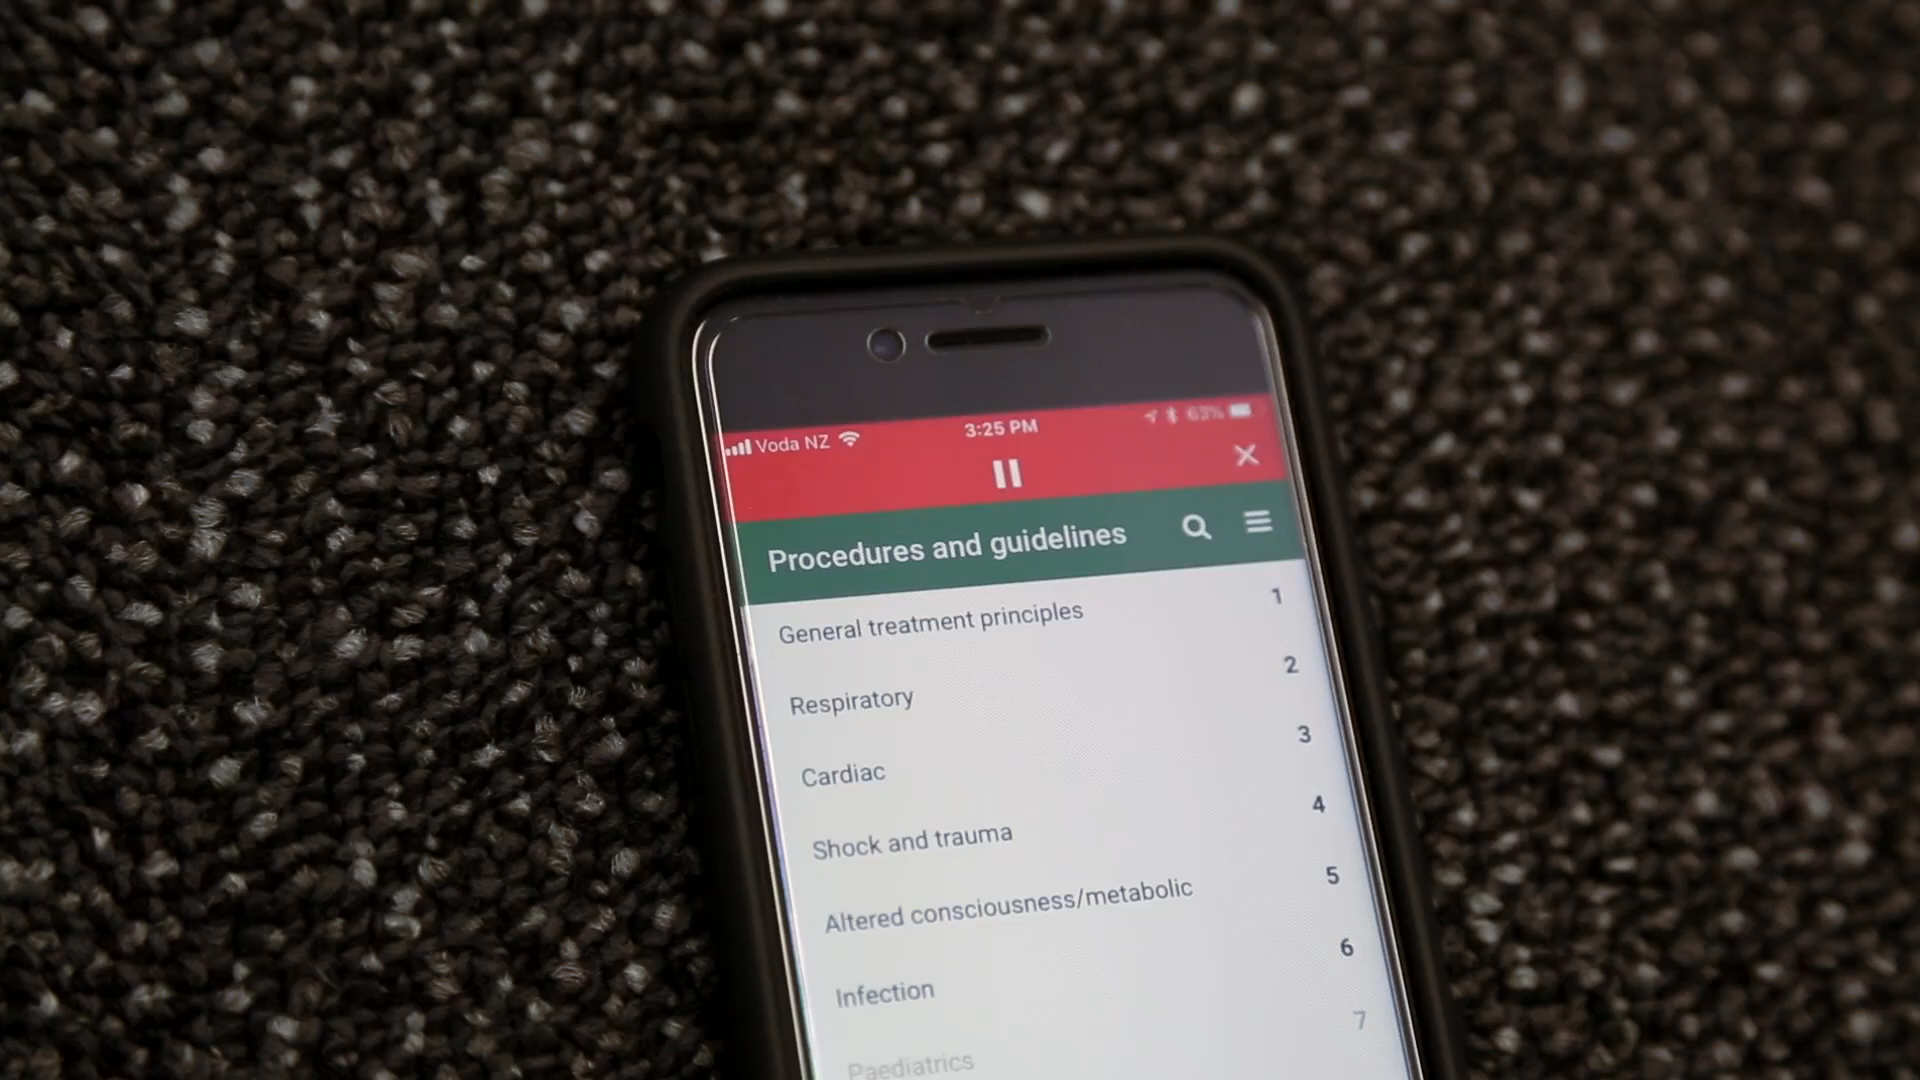 Voda NZ 3:25 PM 63%
Procedures and guidelines
General treatment principles 1
Respiratory 2
Cardiac 3
Shock and trauma 4
Altered consciousness/metabolic 5
Infection 6
Paediatrics 7